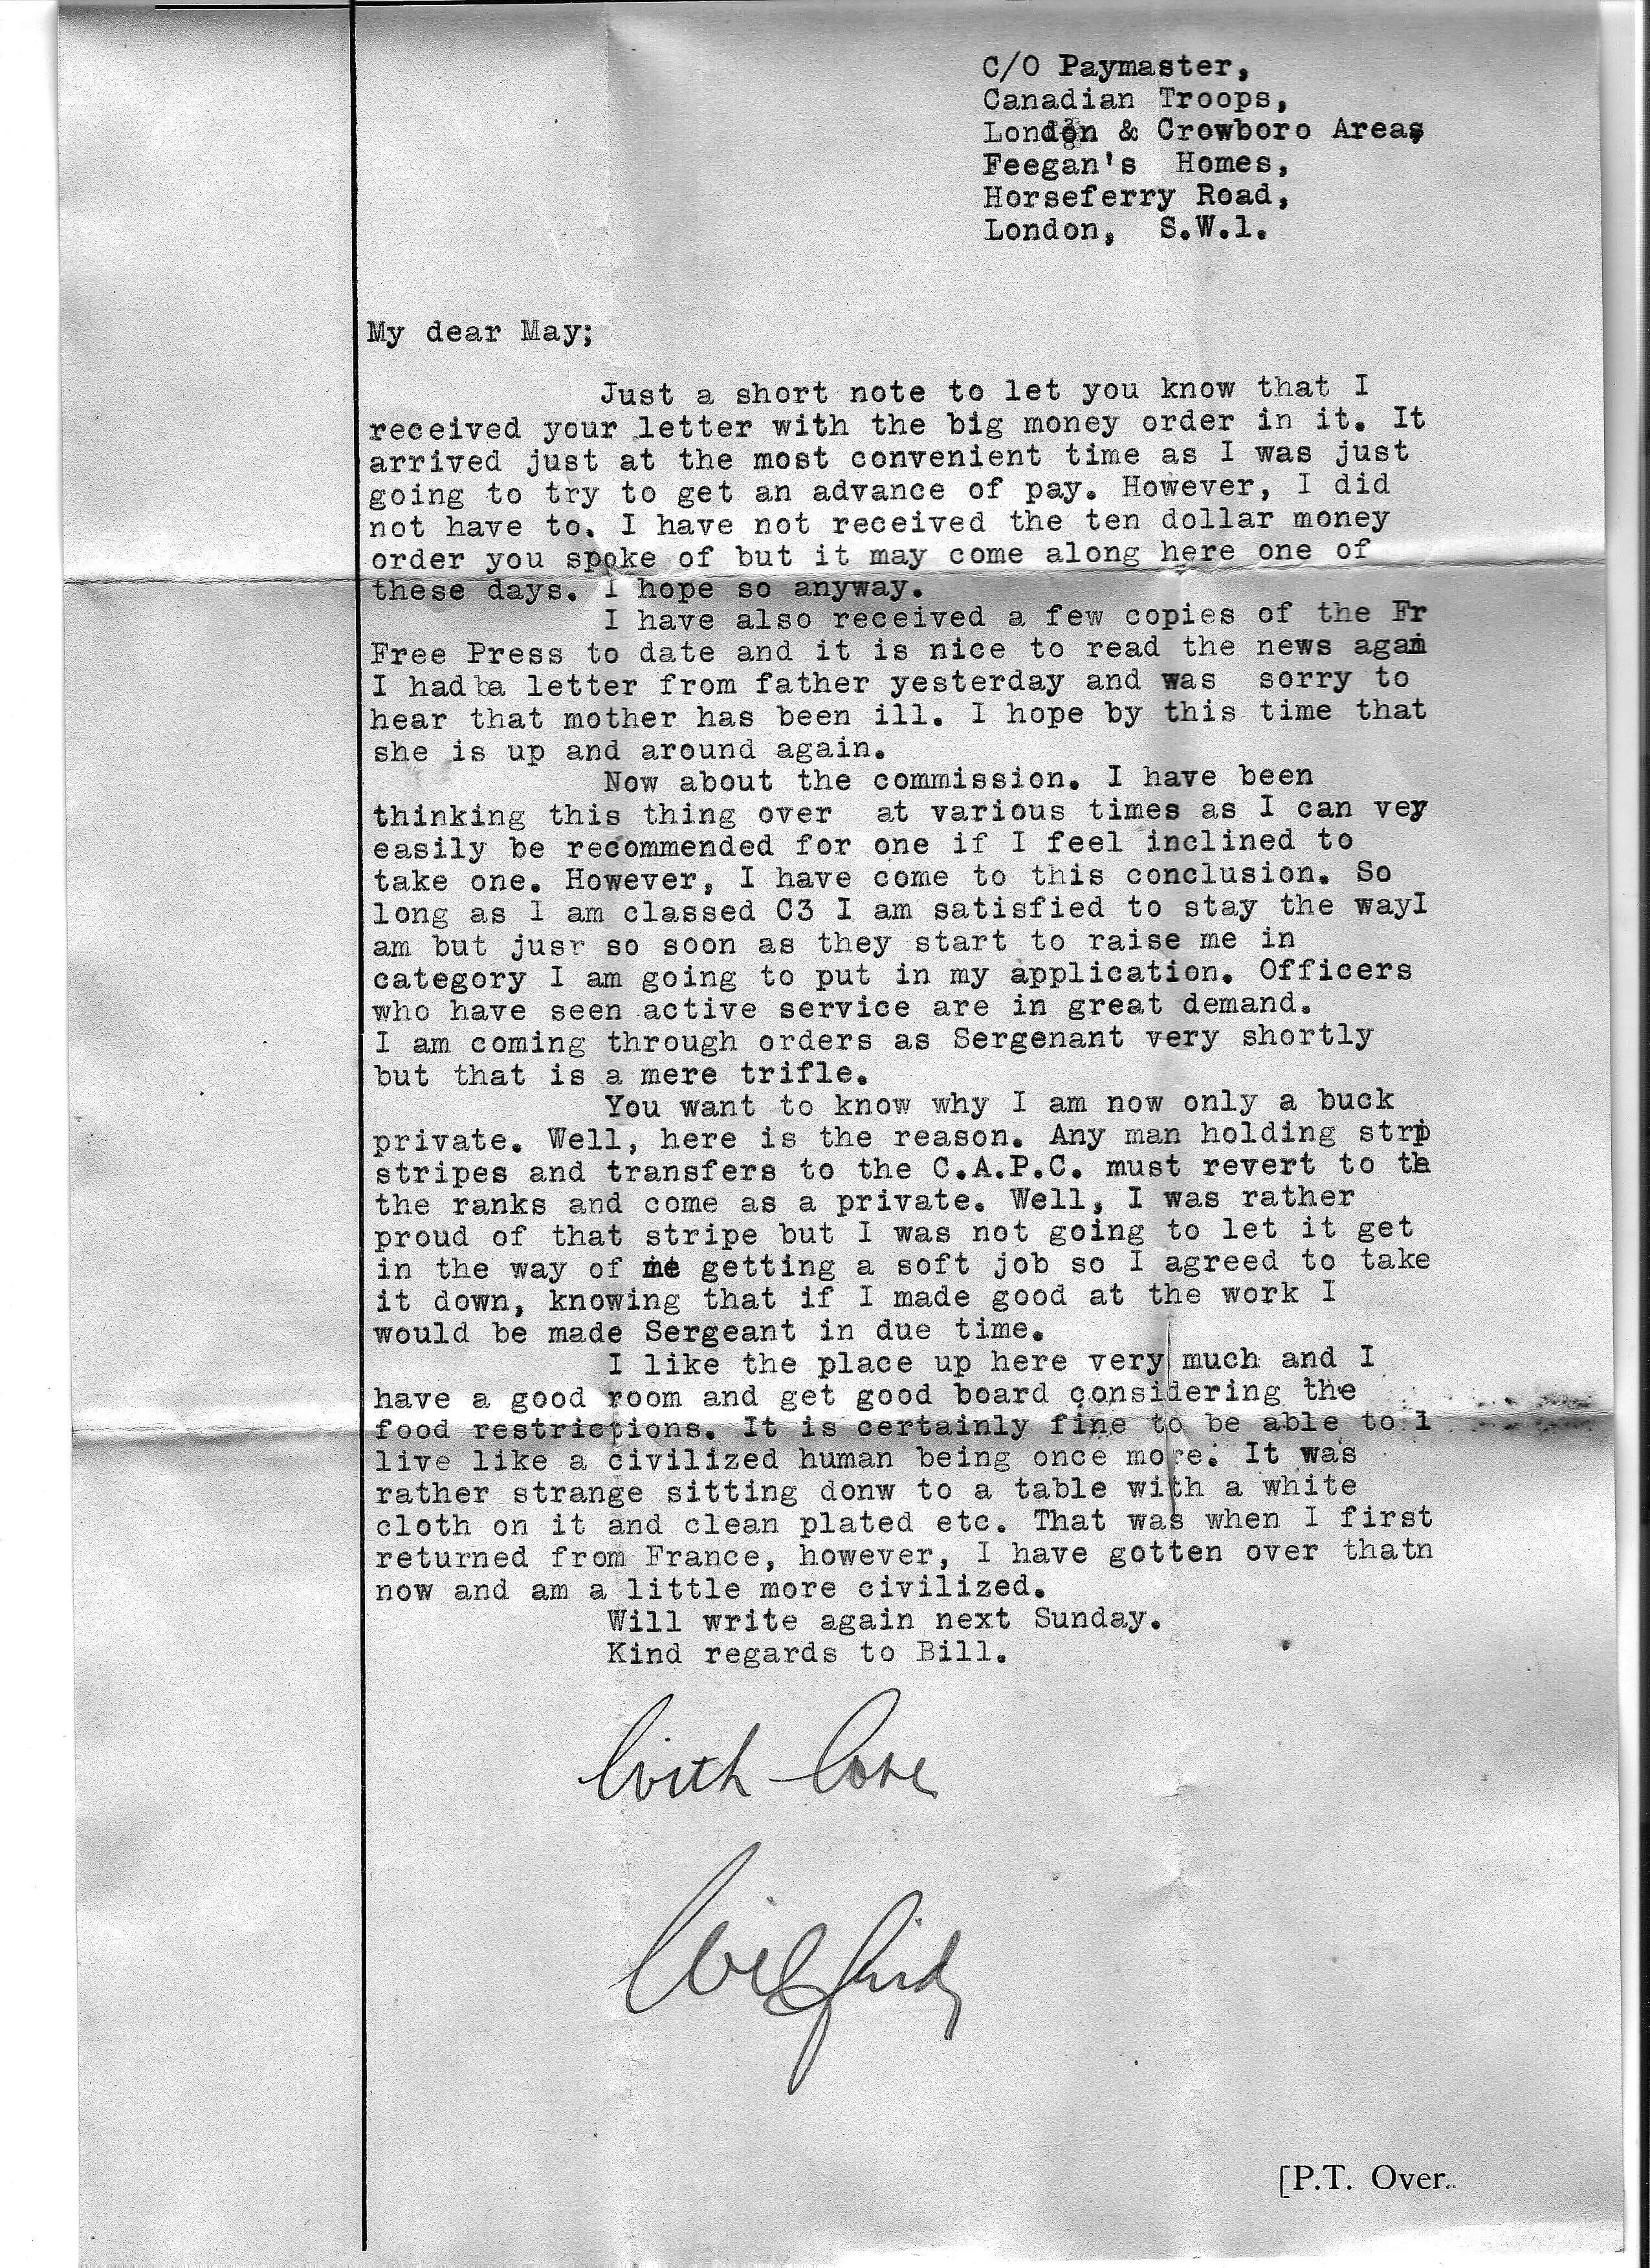 C/O Paymaster,
Canadian Troops,
London & Crowboro Areas,
Feegan's Homes,
Horseferry Road,
London, S.W.1.
My dear May;
Just a short note to let you know that I
received your letter with the big money order in it. It
arrived just at the most convenient time as I was just
going to try to get an advance of pay. However, I did
not have to. I have not received the ten dollar money
order you spoke of but it may come along here one of
these days. I hope so anyway.
I have also received a few copies of the Fr
Free Press to date and it is nice to read the news again
I had a letter from father yesterday and was sorry to
hear that mother has been ill. I hope by this time that
she is up and around again.
Now about the commission. I have been
thinking this thing over at various times as I can vey
easily be recommended for one if I feel inclined to
take one. However, I have come to this conclusion. So
long as I am classed C3 I am satisfied to stay the wayI
am but jusr so soon as they start to raise me in
category I am going to put in my application. Officers
who have seen active service are in great demand.
I am coming through orders as Sergenant very shortly
but that is a mere trifle.
You want to know why I am now only a buck
private. Well, here is the reason. Any man holding strip
stripes and transfers to the C.A.P.C. must revert to th
the ranks and come as a private. Well, I was rather
proud of that stripe but I was not going to let it get
in the way of me getting a soft job so I agreed to take
it down, knowing that if I made good at the work I
would be made Sergeant in due time.
I like the place up here very much and I
have a good room and get good board considering the
food restrictions. It is certainly fine to be able to l
live like a civilized human being once more. It was
rather strange sitting donw to a table with a white
cloth on it and clean plated etc. That was when I first
returned from France, however, I have gotten over thatn
now and am a little more civilized.
Will write again next Sunday.
Kind regards to Bill.
With love
Wilfrid
[P.T. Over.